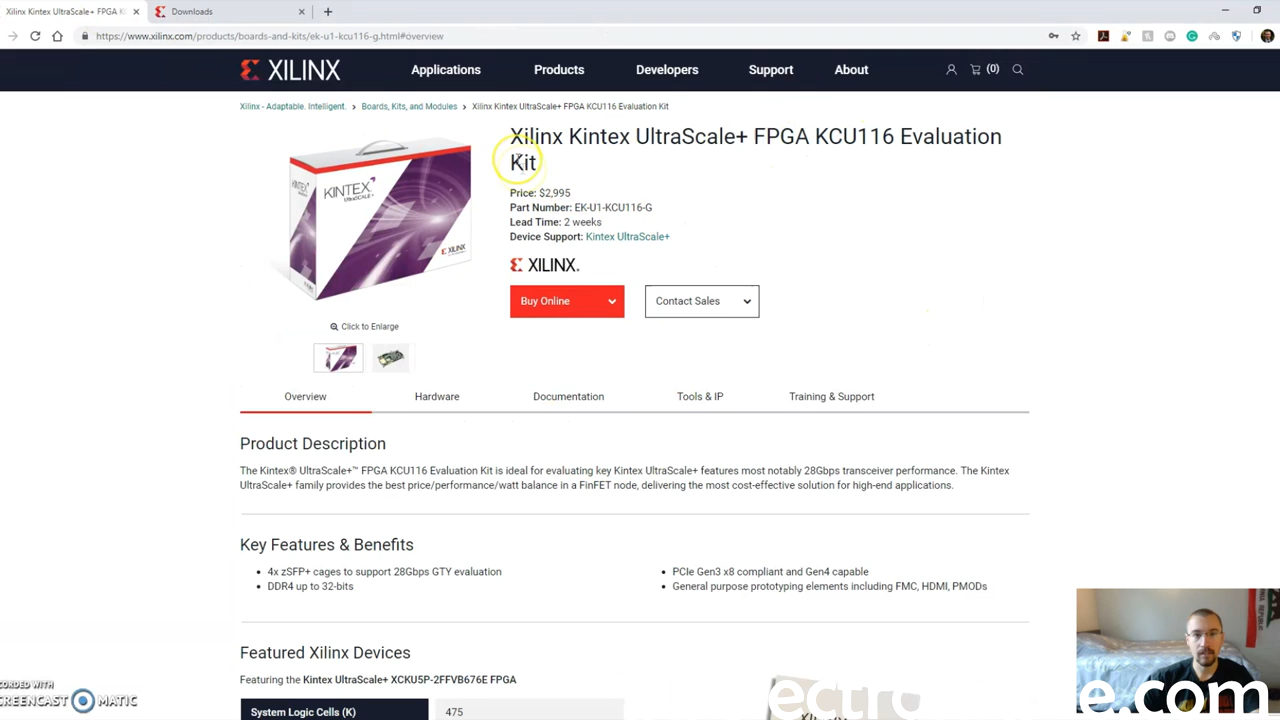 Xilinx Kintex UltraScale+ FPGA KC
Downloads
https://www.xilinx.com/products/boards-and-kits/ek-u1-kcu116-g.html#overview
XILINX
Applications
Products
Developers
Support
About
(0)
Xilinx - Adaptable. Intelligent. > Boards, Kits, and Modules > Xilinx Kintex UltraScale+ FPGA KCU116 Evaluation Kit
Xilinx Kintex UltraScale+ FPGA KCU116 Evaluation
Kit
Price: $2,995
Part Number: EK-U1-KCU116-G
Lead Time: 2 weeks
Device Support: Kintex UltraScale+
XILINX.
KINTEX
UltraSCALE+
XILINX
Buy Online
Contact Sales
Click to Enlarge
Overview
Hardware
Documentation
Tools & IP
Training & Support
Product Description
The Kintex® UltraScale+™ FPGA KCU116 Evaluation Kit is ideal for evaluating key Kintex UltraScale+ features most notably 28Gbps transceiver performance. The Kintex
UltraScale+ family provides the best price/performance/watt balance in a FinFET node, delivering the most cost-effective solution for high-end applications.
Key Features & Benefits
• 4x zSFP+ cages to support 28Gbps GTY evaluation
• DDR4 up to 32-bits
• PCIe Gen3 x8 compliant and Gen4 capable
• General purpose prototyping elements including FMC, HDMI, PMODs
Featured Xilinx Devices
Featuring the Kintex UltraScale+ XCKU5P-2FFVB676E FPGA
System Logic Cells (K)
475
ORDED WITH
CREENCAST MATIC
e.com